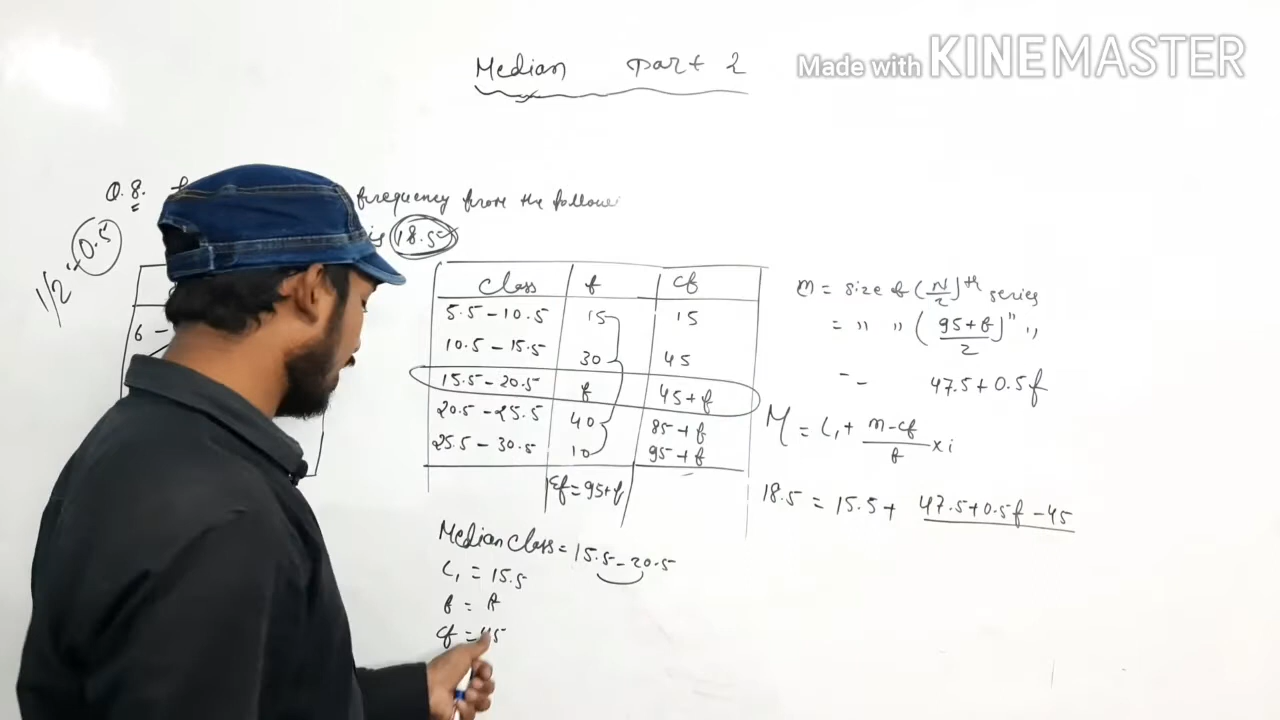 Median Part 2
Made with KINEMASTER
Q.8. f frequency from the followi
is 18.5
1/2 = 0.5
6 -
Class f cf
5.5 - 10.5 15 15
10.5 - 15.5 30 45
15.5 - 20.5 f 45 + f
20.5 - 25.5 40 85 + f
25.5 - 30.5 10 95 + f
Σf = 95+f
m = size of (N/2)th series
= " " (95+f/2)" "
47.5 + 0.5f
M = L1 + m - cf / f × i
18.5 = 15.5 + 47.5 + 0.5f - 45
Median Class = 15.5 - 20.5
L1 = 15.5
f = f
cf = 45